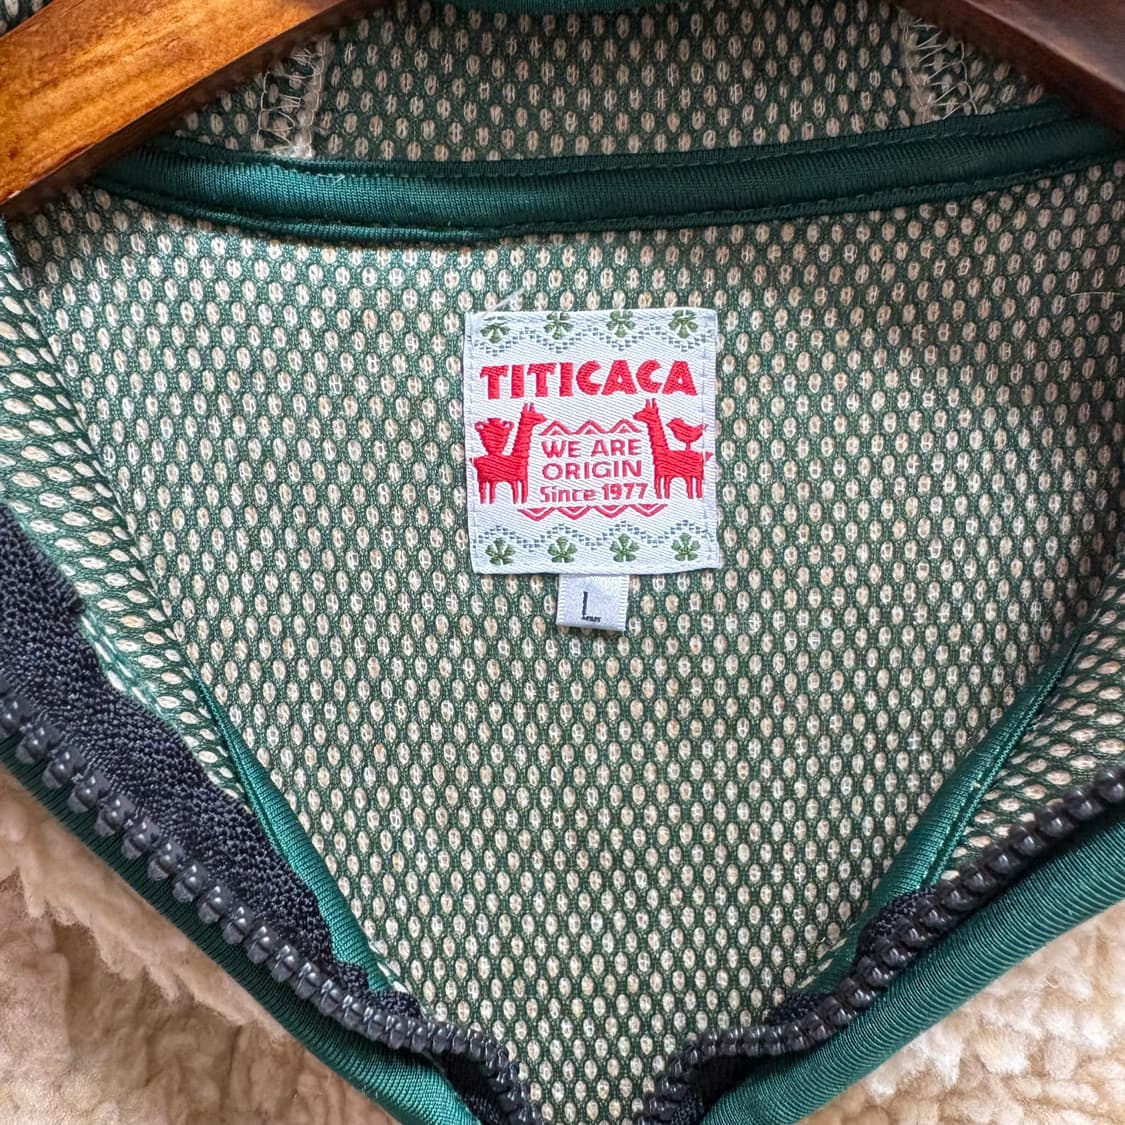 TITICACA
WE ARE
ORIGIN
Since 1977
L